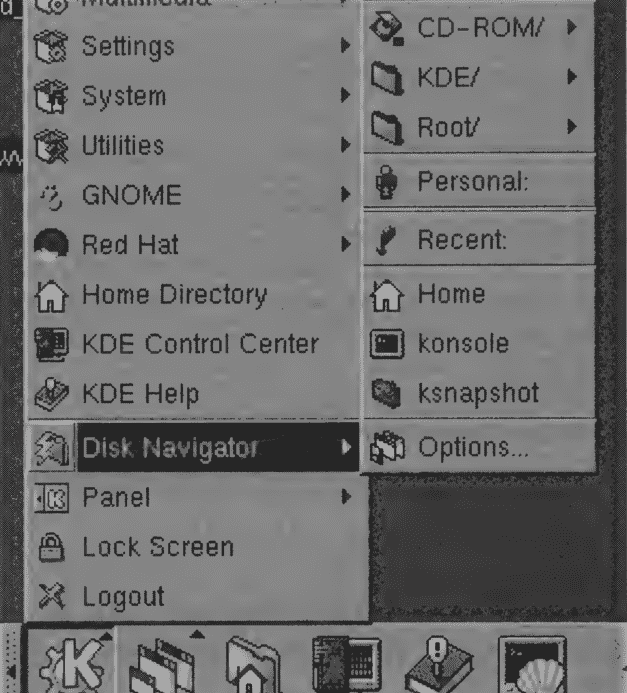 Multimedia
Settings
System
Utilities
GNOME
Red Hat
Home Directory
KDE Control Center
KDE Help
Disk Navigator
Panel
Lock Screen
Logout
CD-ROM/
KDE/
Root/
Personal:
Recent:
Home
konsole
ksnapshot
Options...
K